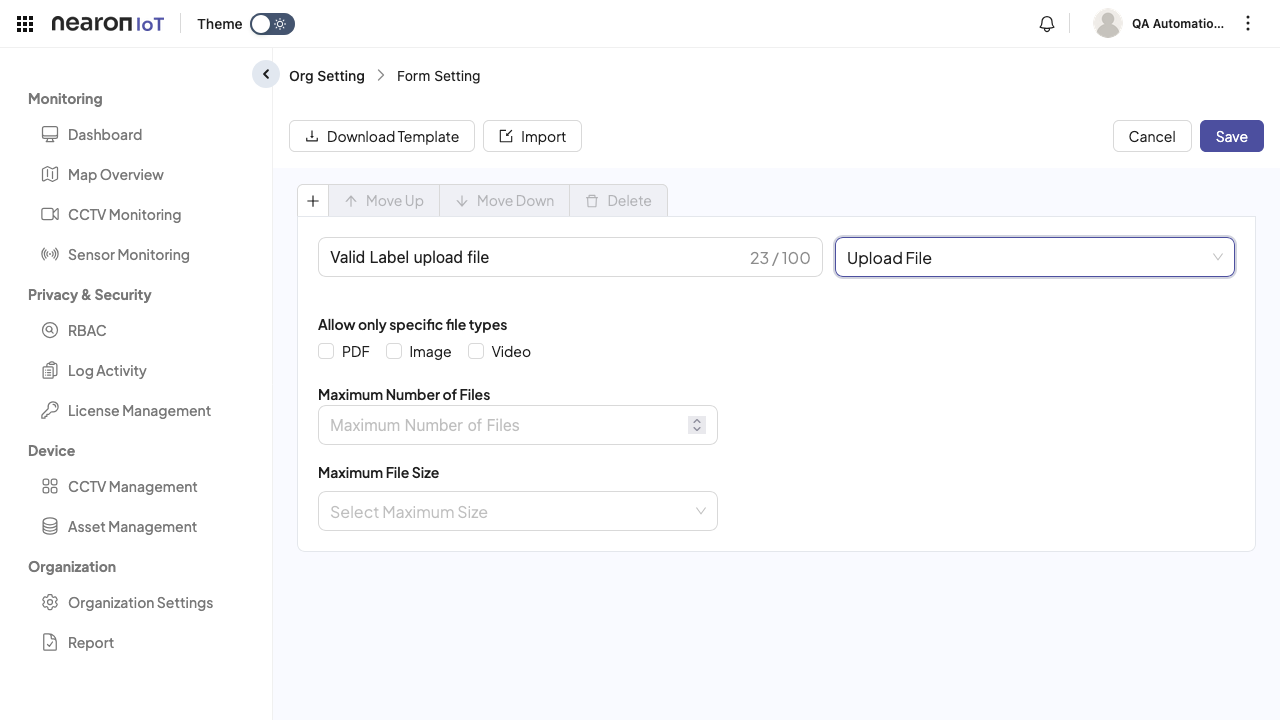 nearon IoT
Theme
QA Automatio...
Org Setting
Form Setting
Monitoring
Dashboard
Map Overview
CCTV Monitoring
Sensor Monitoring
Privacy & Security
RBAC
Log Activity
License Management
Device
CCTV Management
Asset Management
Organization
Organization Settings
Report
Download Template
Import
Cancel
Save
Move Up
Move Down
Delete
Valid Label upload file
23 / 100
Upload File
Allow only specific file types
PDF
Image
Video
Maximum Number of Files
Maximum Number of Files
Maximum File Size
Select Maximum Size